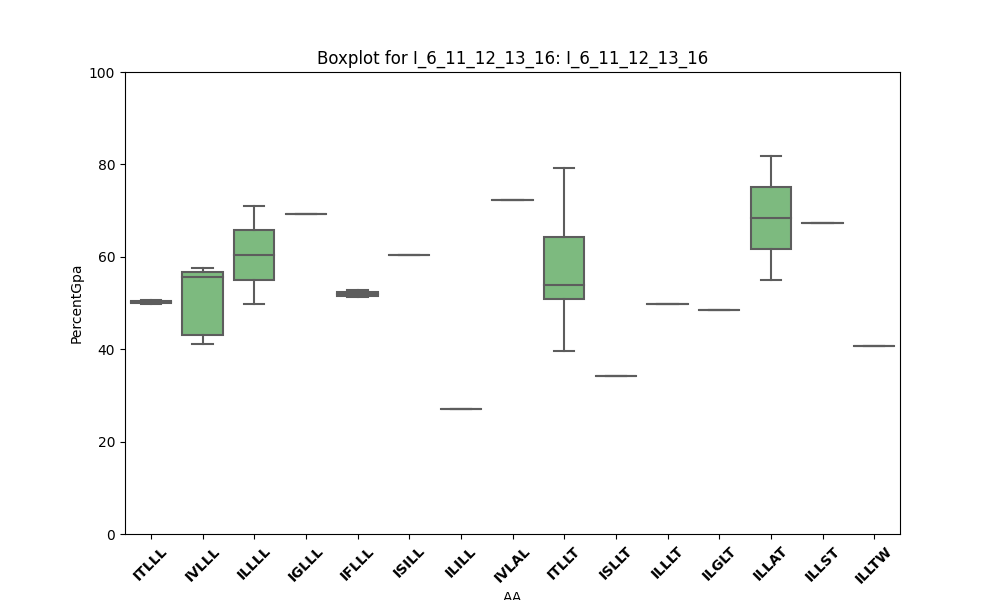 Boxplot for I_6_11_12_13_16: I_6_11_12_13_16
100
80
60
40
20
0
PercentGpa
ITLLL IVLLL ILLLL IGLLL IFLLL ISILL ILILL IVLAL ITLLT ISLLT ILLLT ILGLT ILLAT ILLST ILLTW
AA